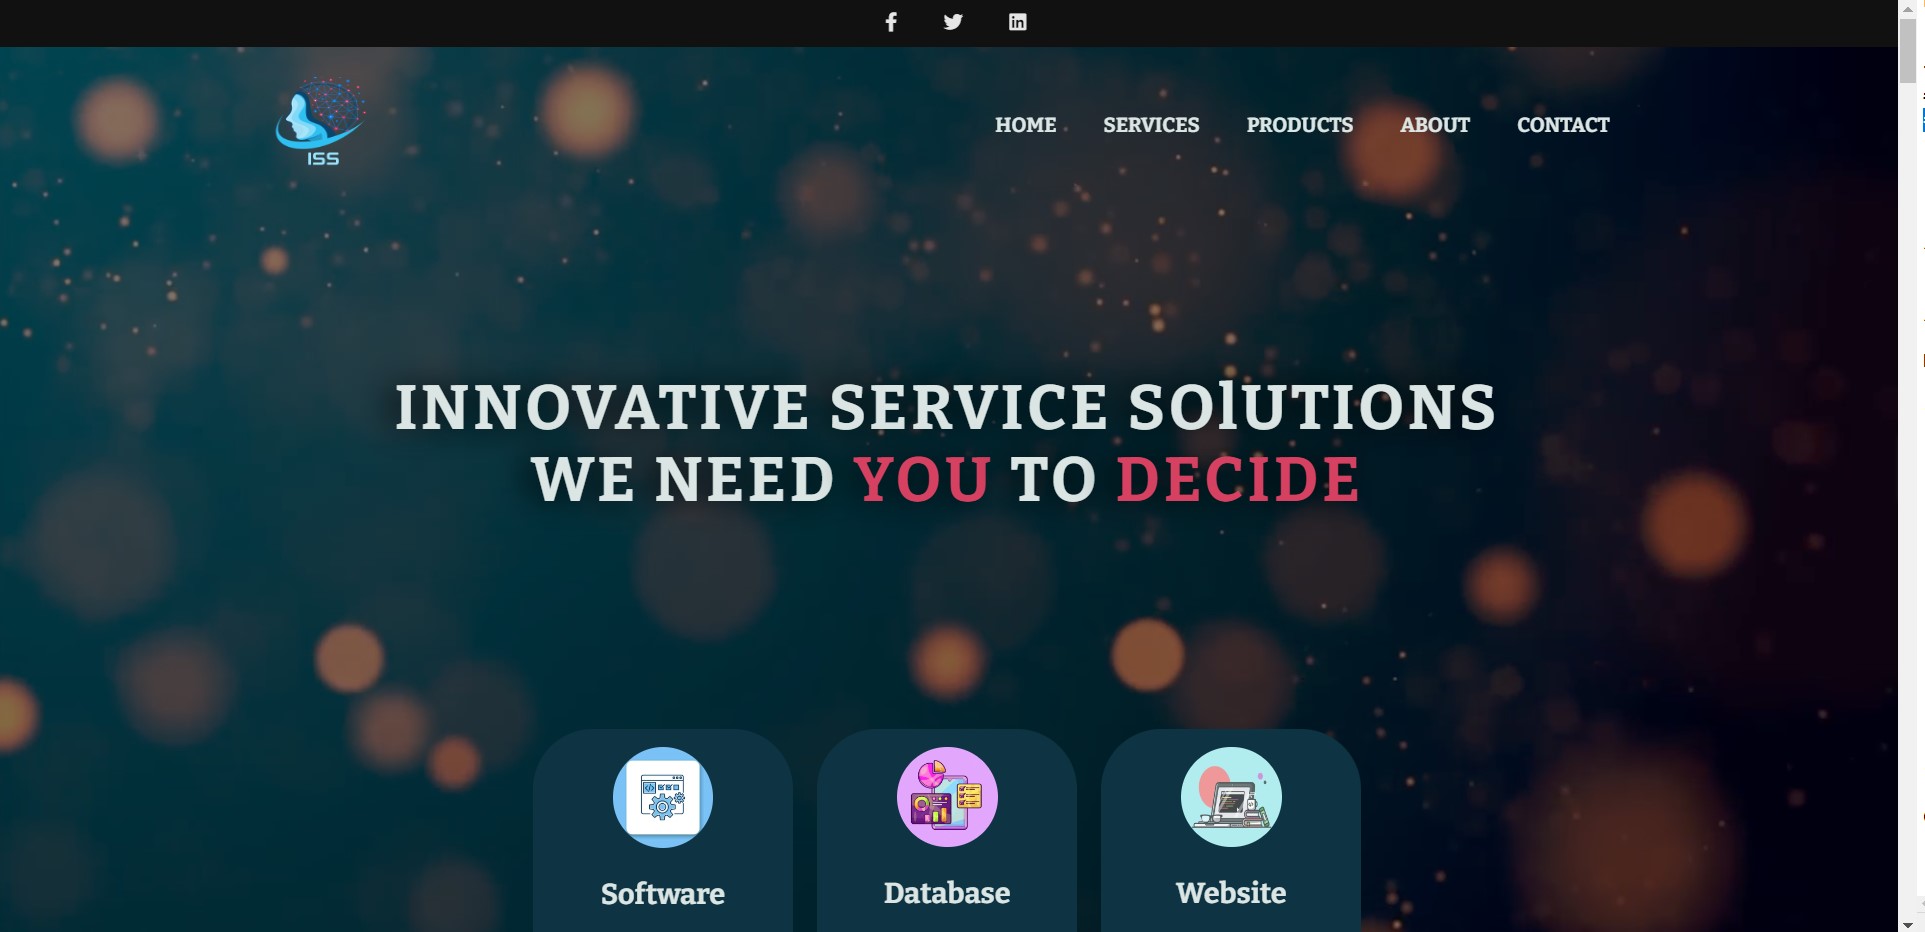 HOME SERVICES PRODUCTS ABOUT CONTACT
ISS
INNOVATIVE SERVICE SOlUTIONS
WE NEED YOU TO DECIDE
Software Database Website